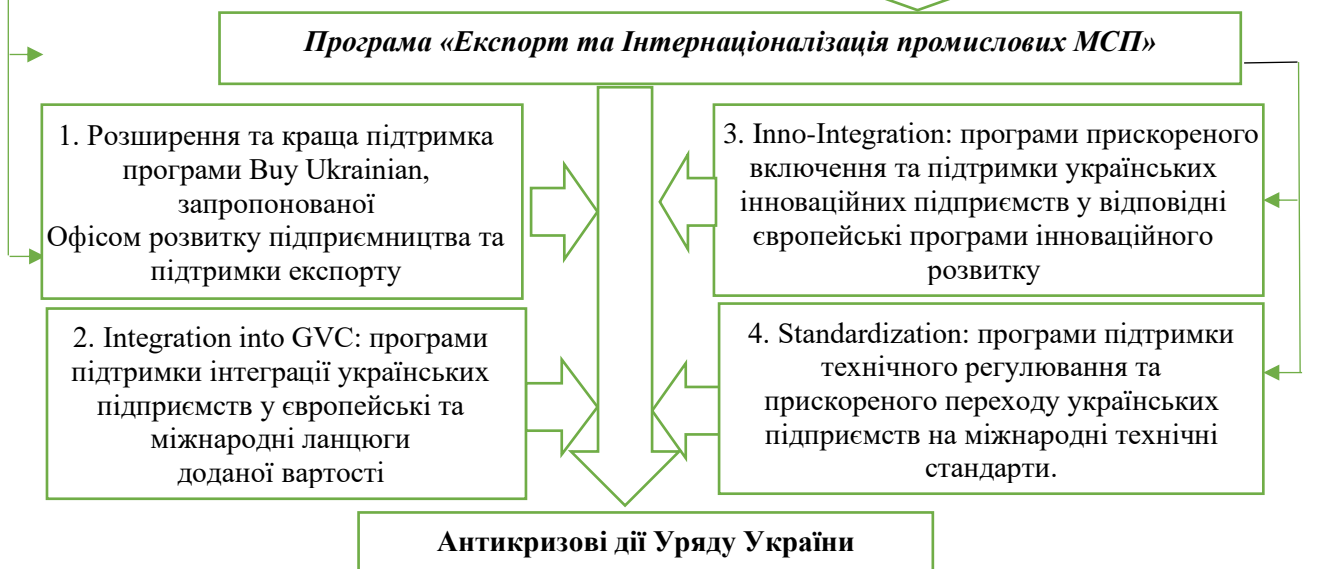 Програма «Експорт та Інтернаціоналізація промислових МСП»
1. Розширення та краща підтримка
програми Buy Ukrainian,
запропонованої
Офісом розвитку підприємництва та
підтримки експорту
2. Integration into GVC: програми
підтримки інтеграції українських
підприємств у європейські та
міжнародні ланцюги
доданої вартості
3. Inno-Integration: програми прискореного
включення та підтримки українських
інноваційних підприємств у відповідні
європейські програми інноваційного
розвитку
4. Standardization: програми підтримки
технічного регулювання та
прискореного переходу українських
підприємств на міжнародні технічні
стандарти.
Антикризові дії Уряду України